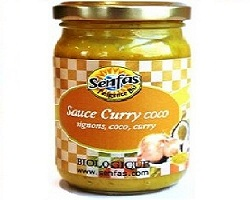 Senfas
Sauce Curry coco
oignons, coco, curry
BIOLOGIQUE
www.senfas.com